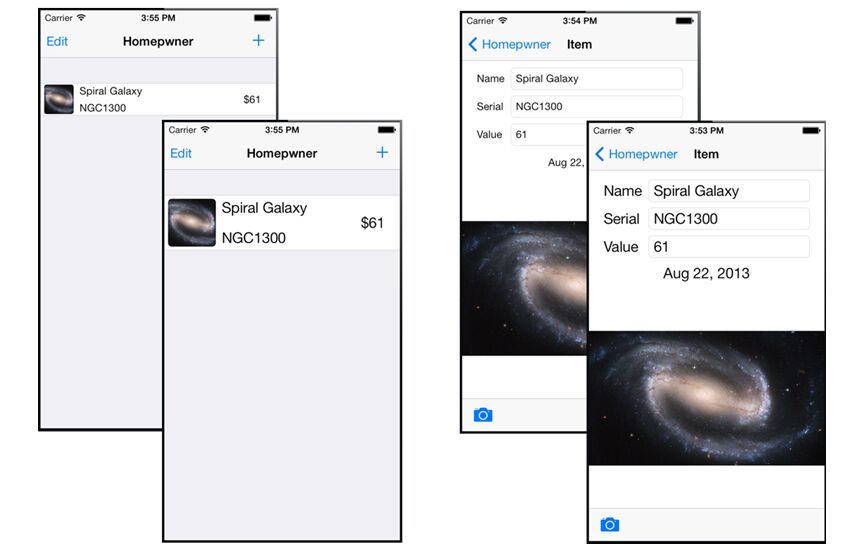 Carrier 3:55 PM
Edit Homepwner +
Spiral Galaxy
NGC1300
$61
Carrier 3:55 PM
Edit Homepwner +
Spiral Galaxy
NGC1300
$61
Carrier 3:54 PM
Homepwner Item
Name Spiral Galaxy
Serial NGC1300
Value 61
Aug 22,
Carrier 3:53 PM
Homepwner Item
Name Spiral Galaxy
Serial NGC1300
Value 61
Aug 22, 2013